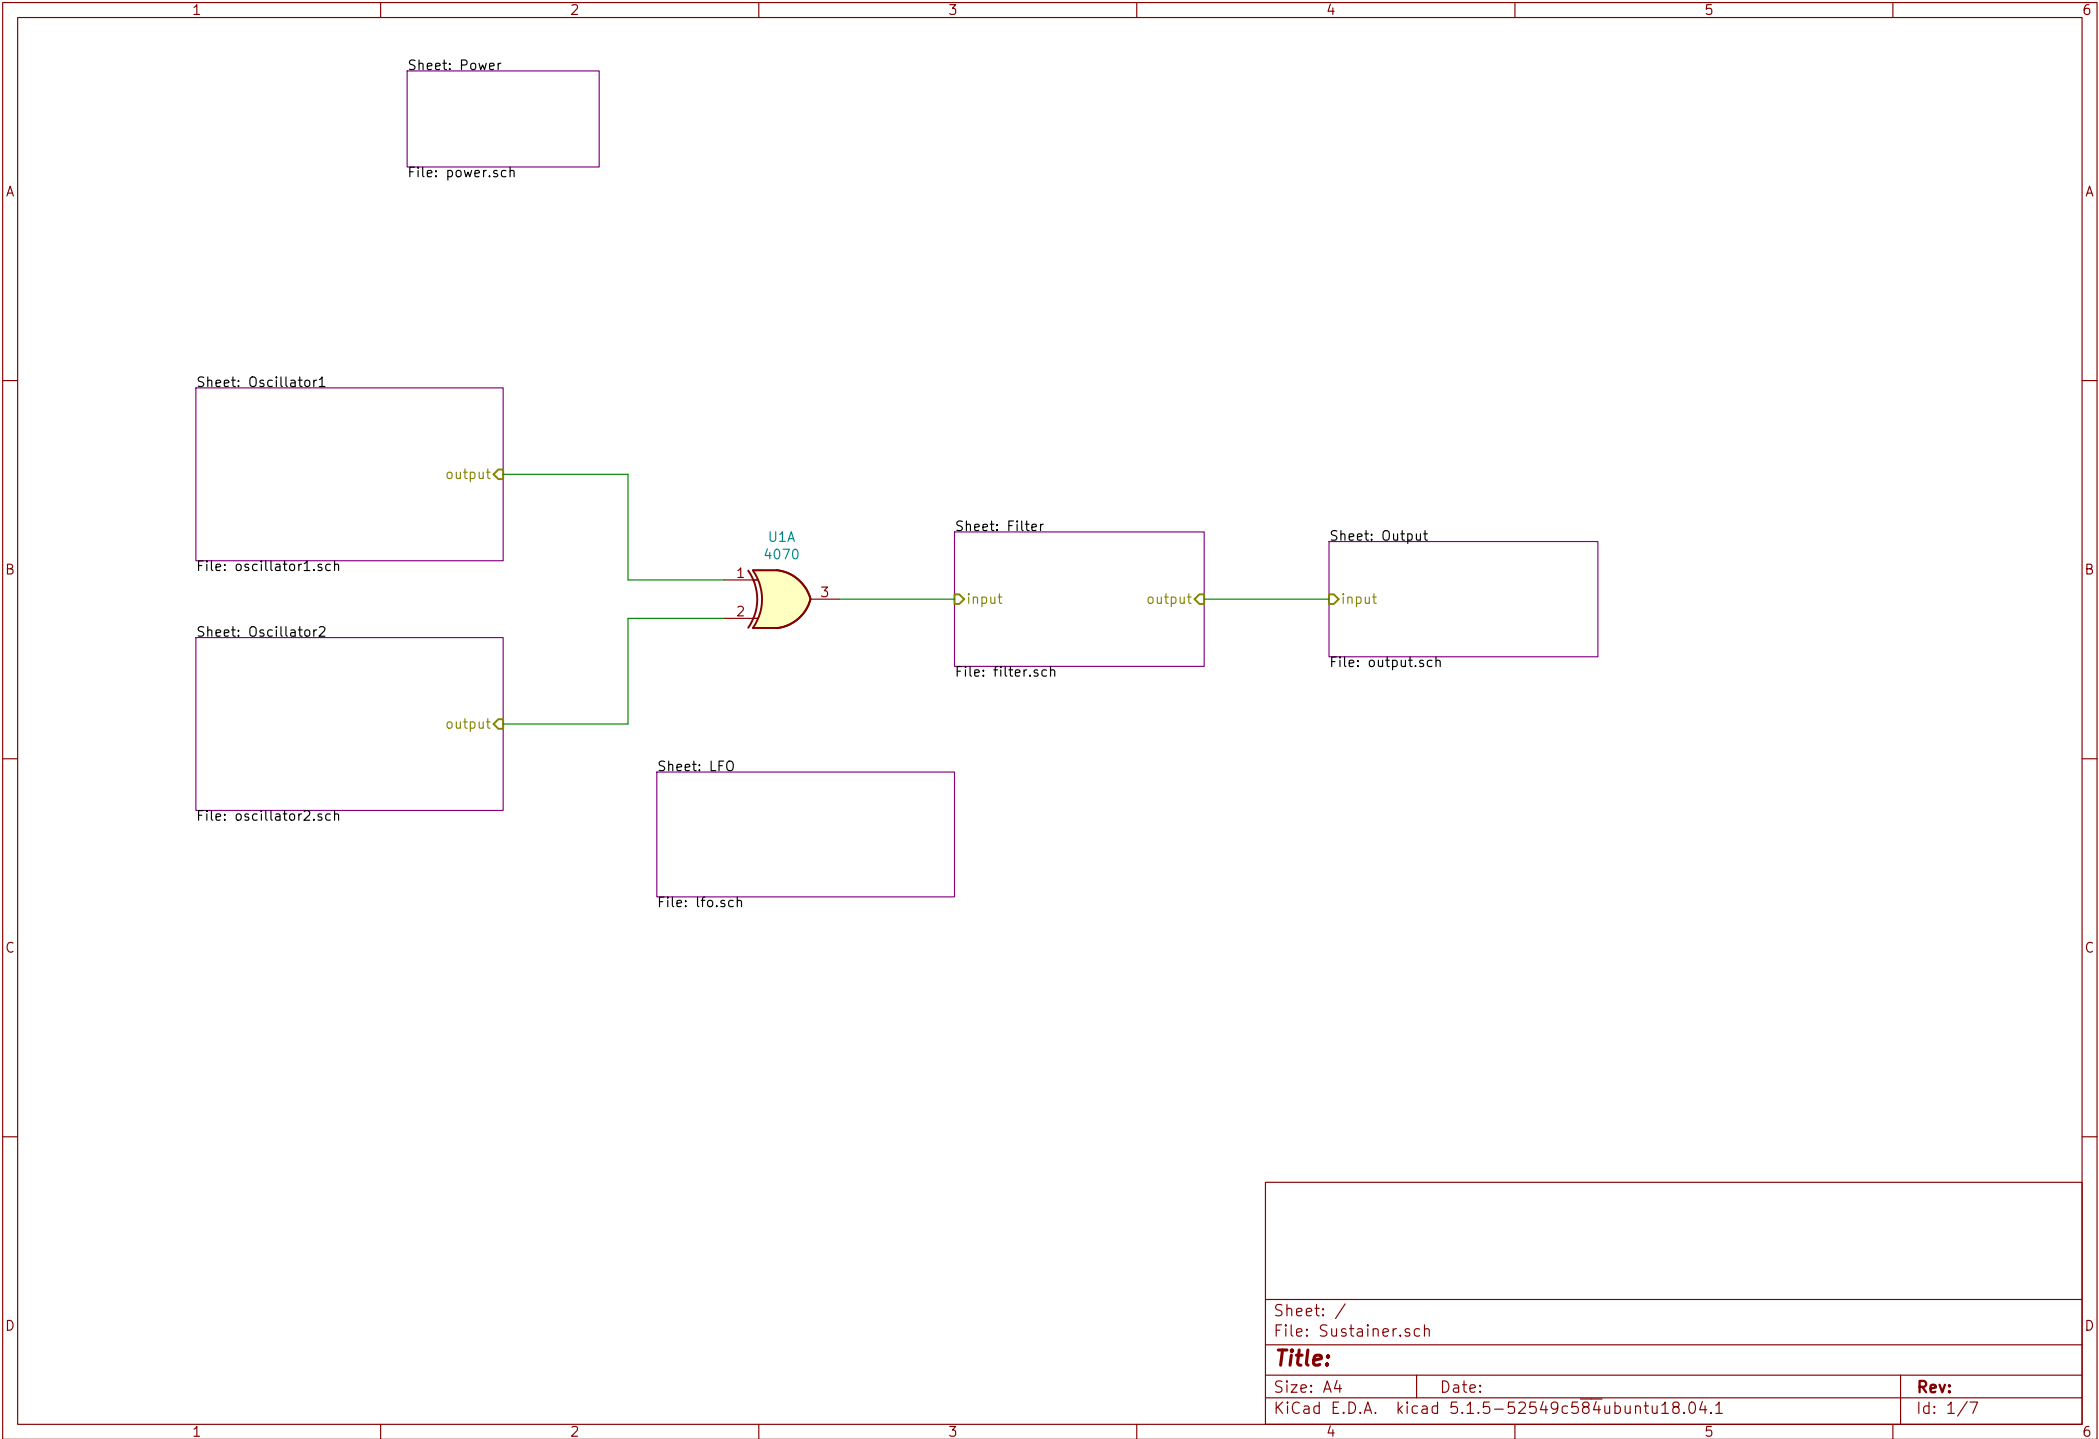 1 2 3 4 5 6
Sheet: Power
File: power.sch
A A
Sheet: Oscillator1
output
File: oscillator1.sch
U1A
4070
1
2
3
Sheet: Filter
input output
File: filter.sch
Sheet: Output
input
File: output.sch
B B
Sheet: Oscillator2
output
File: oscillator2.sch
Sheet: LFO
File: lfo.sch
C C
D D
Sheet: /
File: Sustainer.sch
Title:
Size: A4 Date: Rev:
KiCad E.D.A. kicad 5.1.5-52549c584ubuntu18.04.1 Id: 1/7
1 2 3 4 5 6